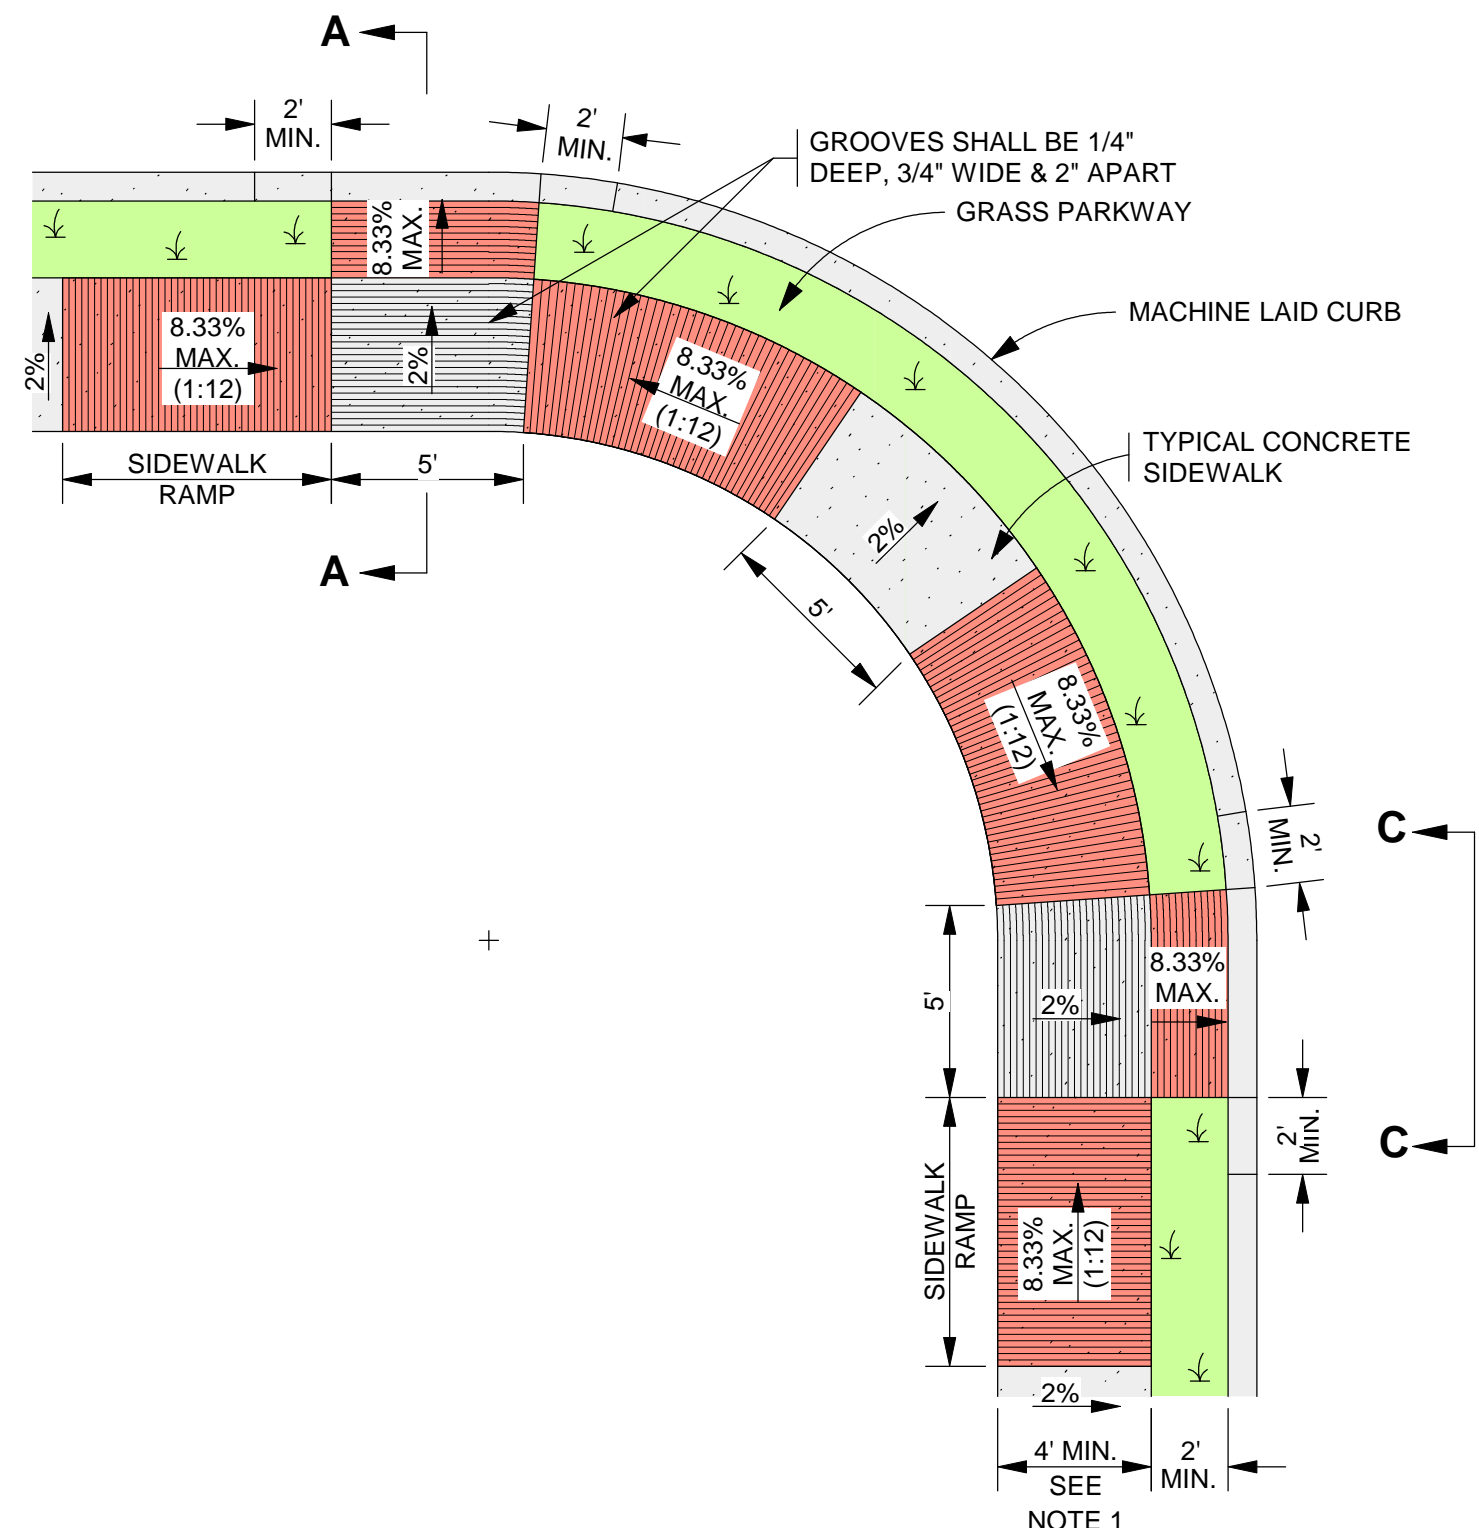 A
2'
MIN.
2'
MIN.
GROOVES SHALL BE 1/4"
DEEP, 3/4" WIDE & 2" APART
GRASS PARKWAY
8.33%
MAX.
MACHINE LAID CURB
2%
8.33%
MAX.
(1:12)
2%
8.33%
MAX.
(1:12)
TYPICAL CONCRETE
SIDEWALK
SIDEWALK
RAMP
5'
2%
A
5'
8.33%
MAX.
(1:12)
2'
MIN.
C
5'
2%
8.33%
MAX.
2'
MIN.
C
SIDEWALK
RAMP
8.33%
MAX.
(1:12)
2%
4' MIN.
SEE
NOTE 1
2'
MIN.